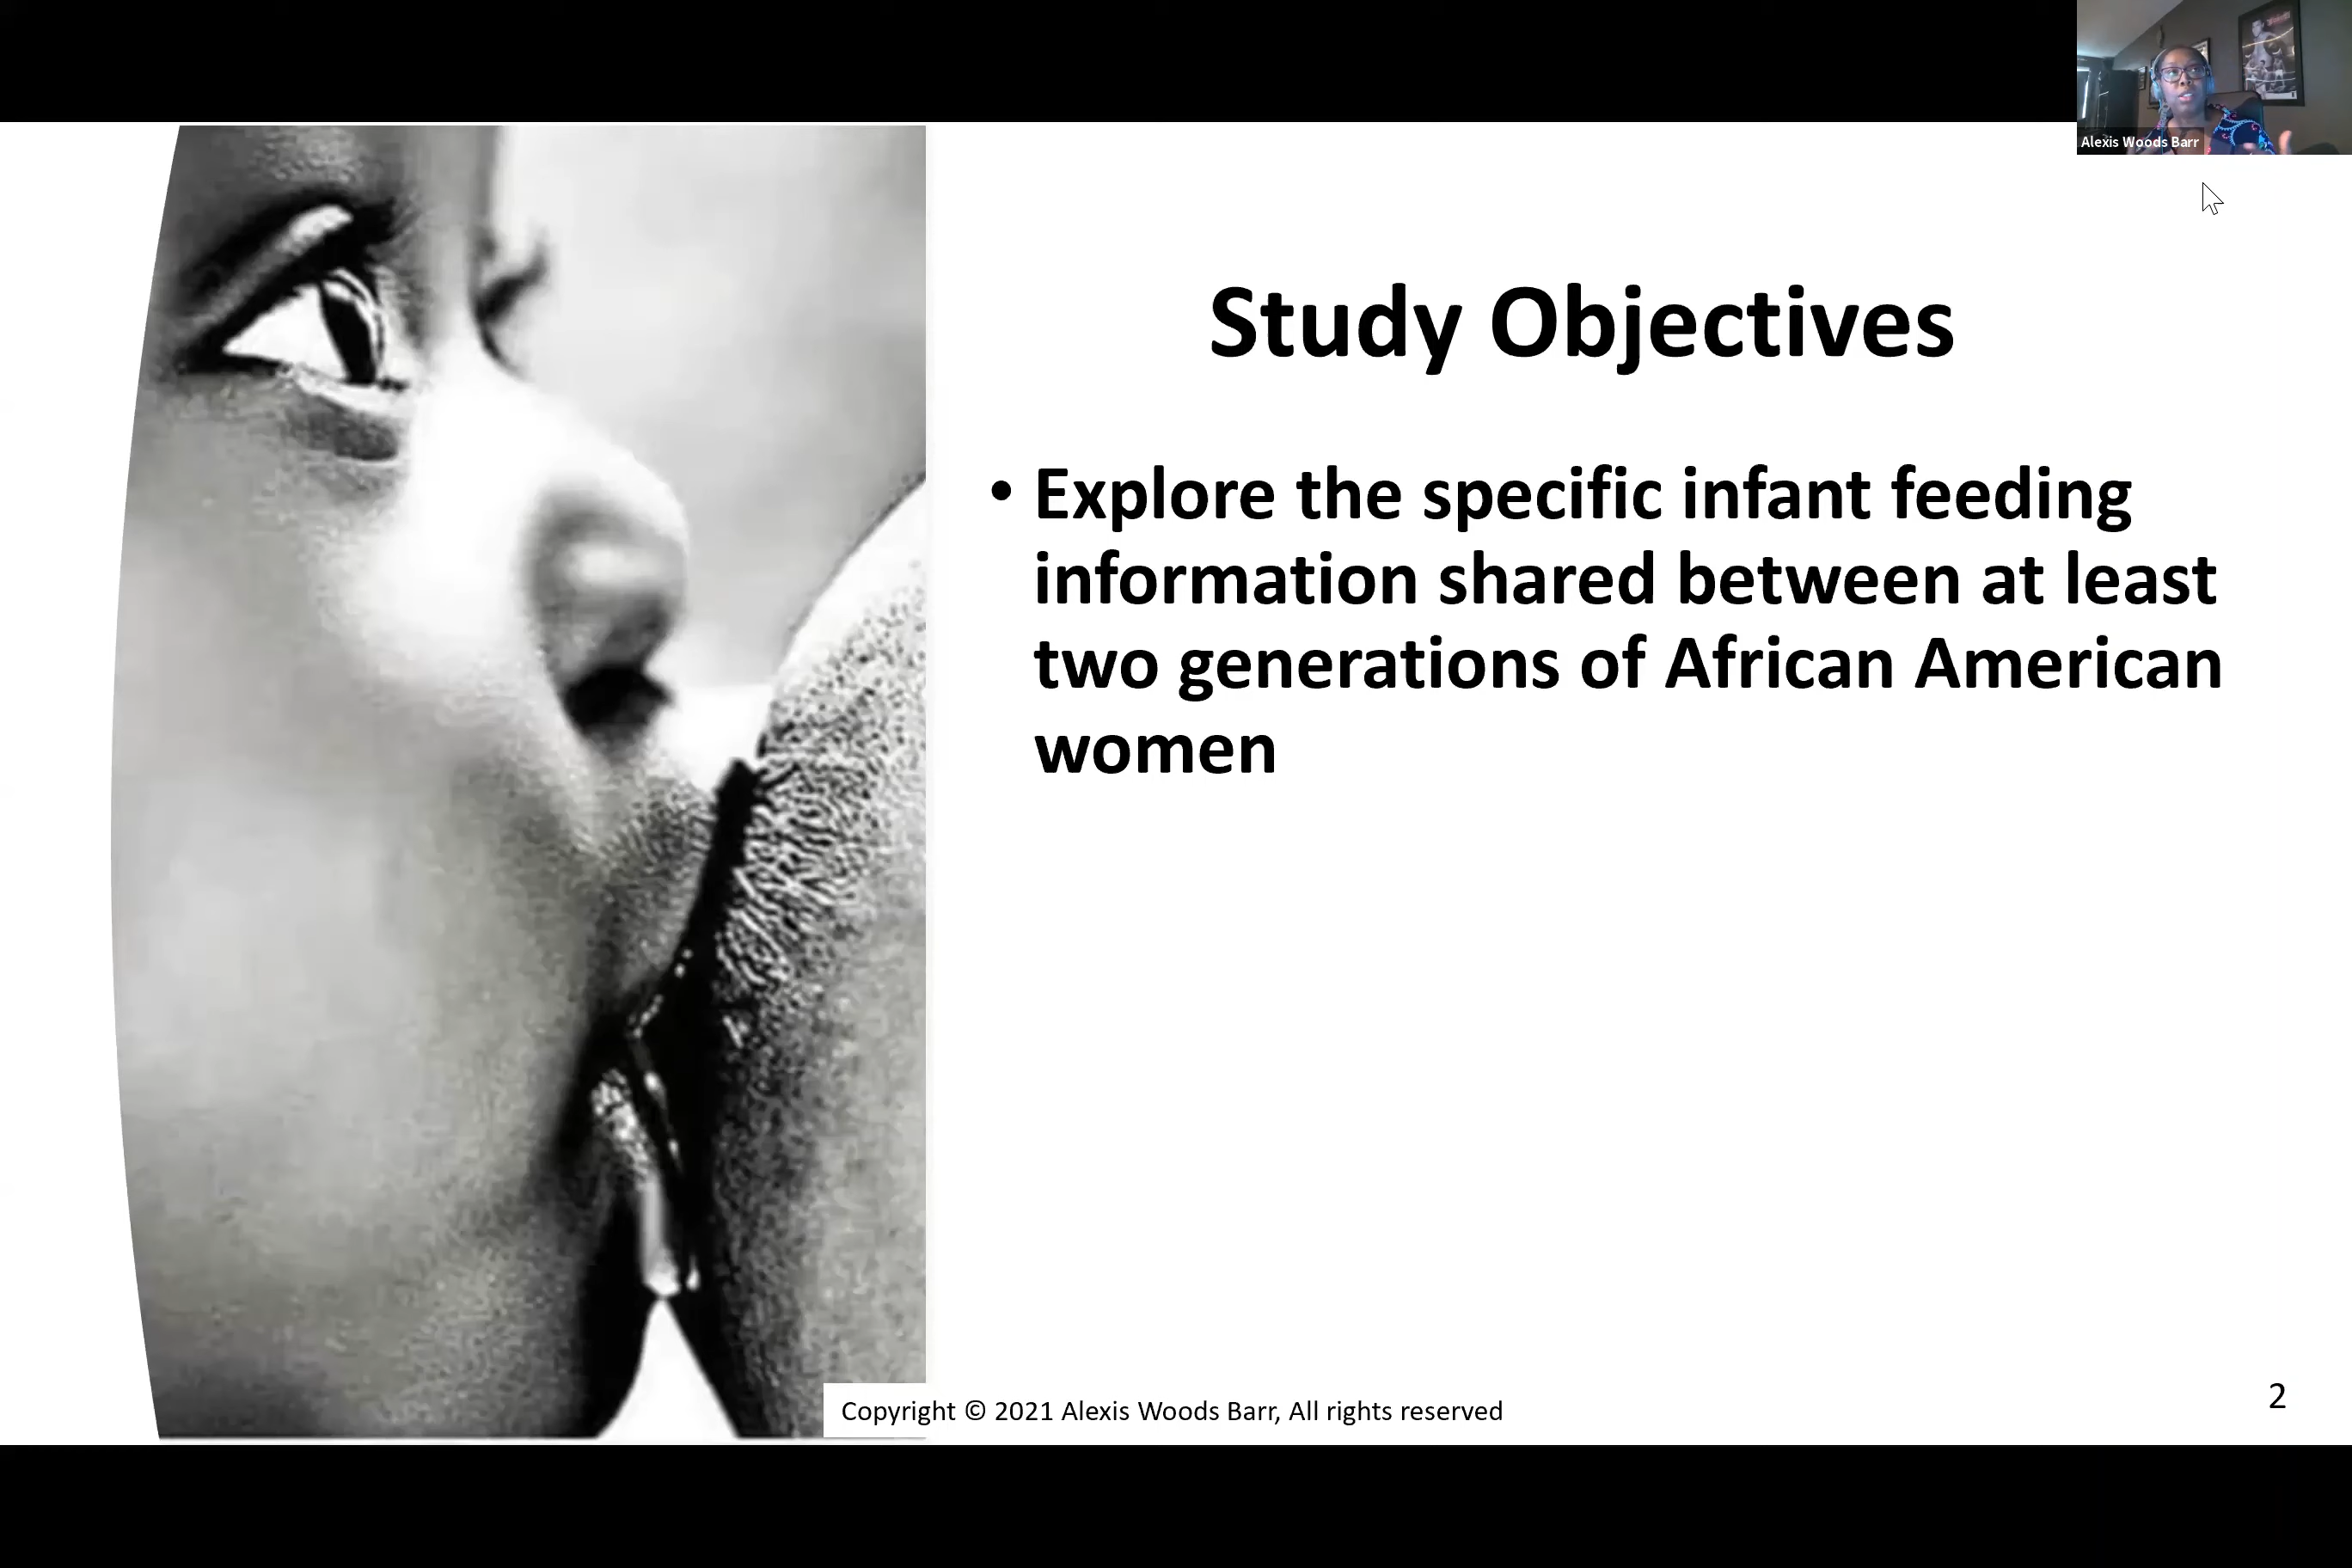 Alexis Woods Barr
Study Objectives
• Explore the specific infant feeding
information shared between at least
two generations of African American
women
Copyright © 2021 Alexis Woods Barr, All rights reserved
2